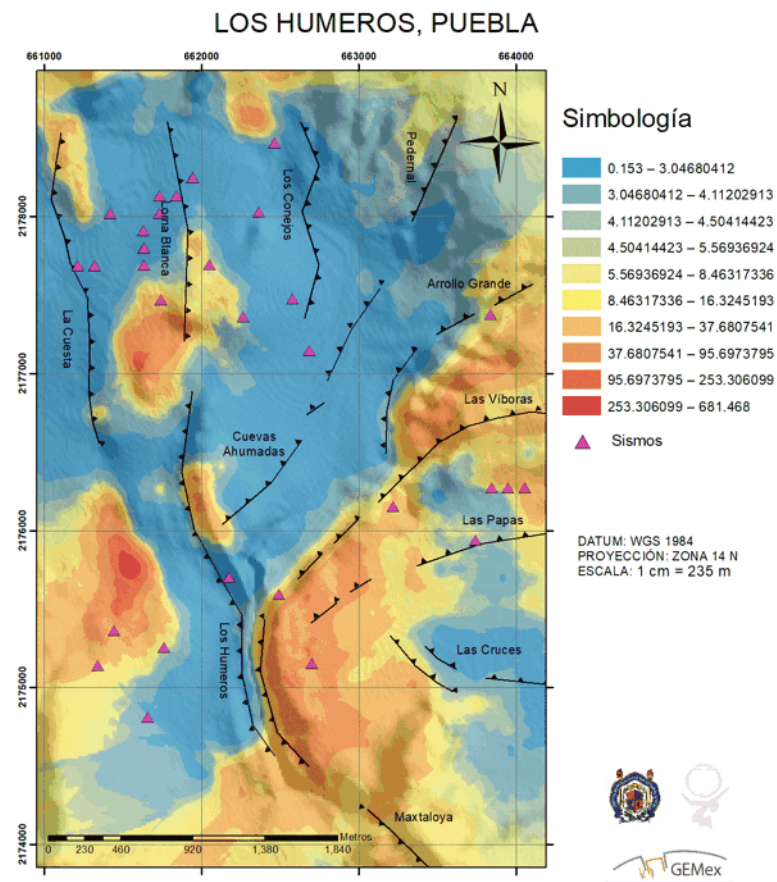 LOS HUMEROS, PUEBLA
661000
662000
663000
664000
2178000
2177000
2176000
2175000
2174000
N
La Cuesta
Loma Blanca
Los Conejos
Pedernal
Arrollo Grande
Las Viboras
Cuevas
Ahumadas
Las Papas
Los Humeros
Las Cruces
Maxtaloya
Metros
0
230
460
920
1,380
1,840
Simbología
0.153 – 3.04680412
3.04680412 – 4.11202913
4.11202913 – 4.50414423
4.50414423 – 5.56936924
5.56936924 – 8.46317336
8.46317336 – 16.3245193
16.3245193 – 37.6807541
37.6807541 – 95.6973795
95.6973795 – 253.306099
253.306099 – 681.468
Sismos
DATUM: WGS 1984
PROYECCIÓN: ZONA 14 N
ESCALA: 1 cm = 235 m
GEMex